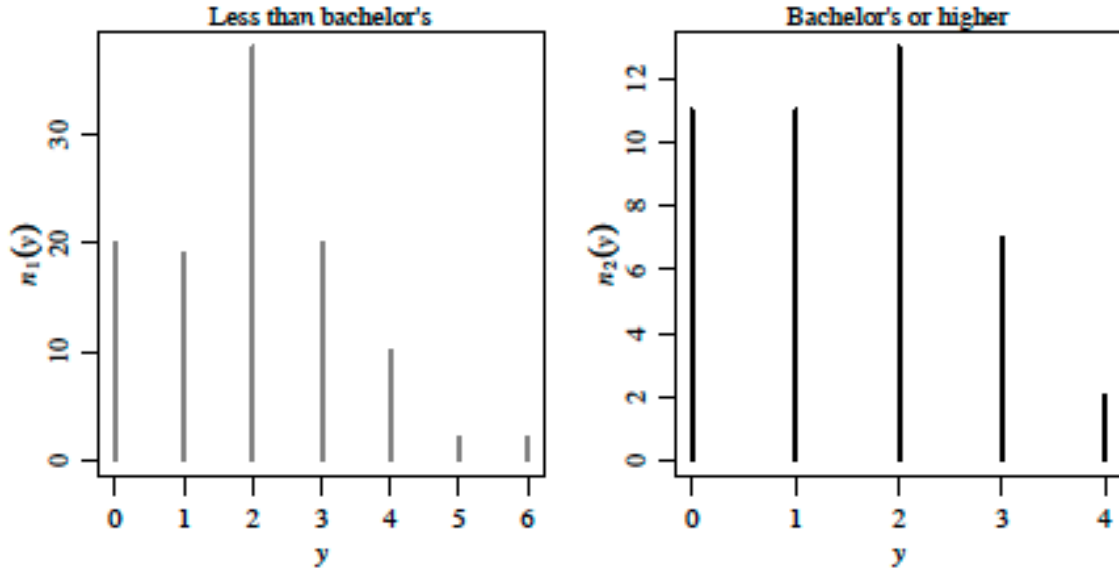 Less than bachelor's
n₁(y)
0 10 20 30
0 1 2 3 4 5 6
y
Bachelor's or higher
n₂(y)
0 2 4 6 8 10 12
0 1 2 3 4
y